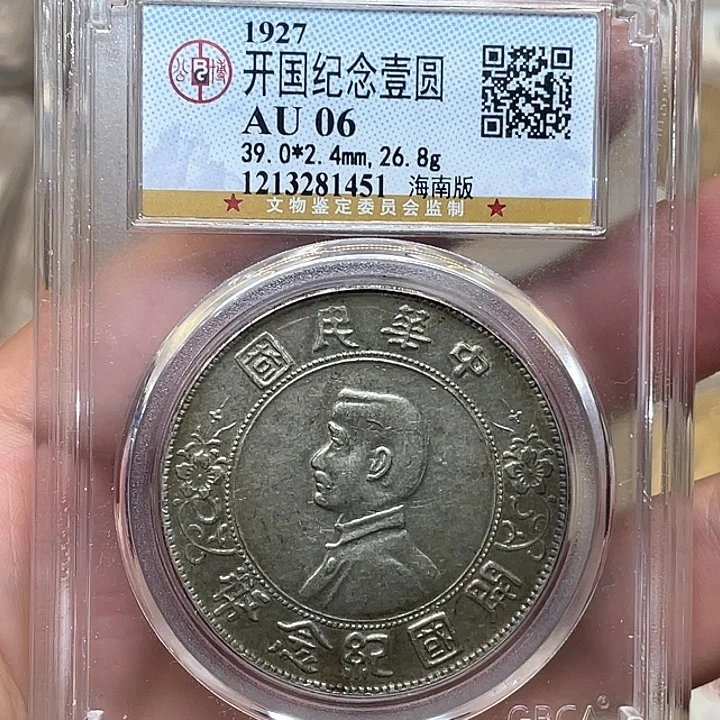 公博
1927
开国纪念壹圆
AU 06
39.0*2.4mm,26.8g
1213281451 海南版
文物鉴定委员会监制
中華民國
開國紀念幣
GBCA